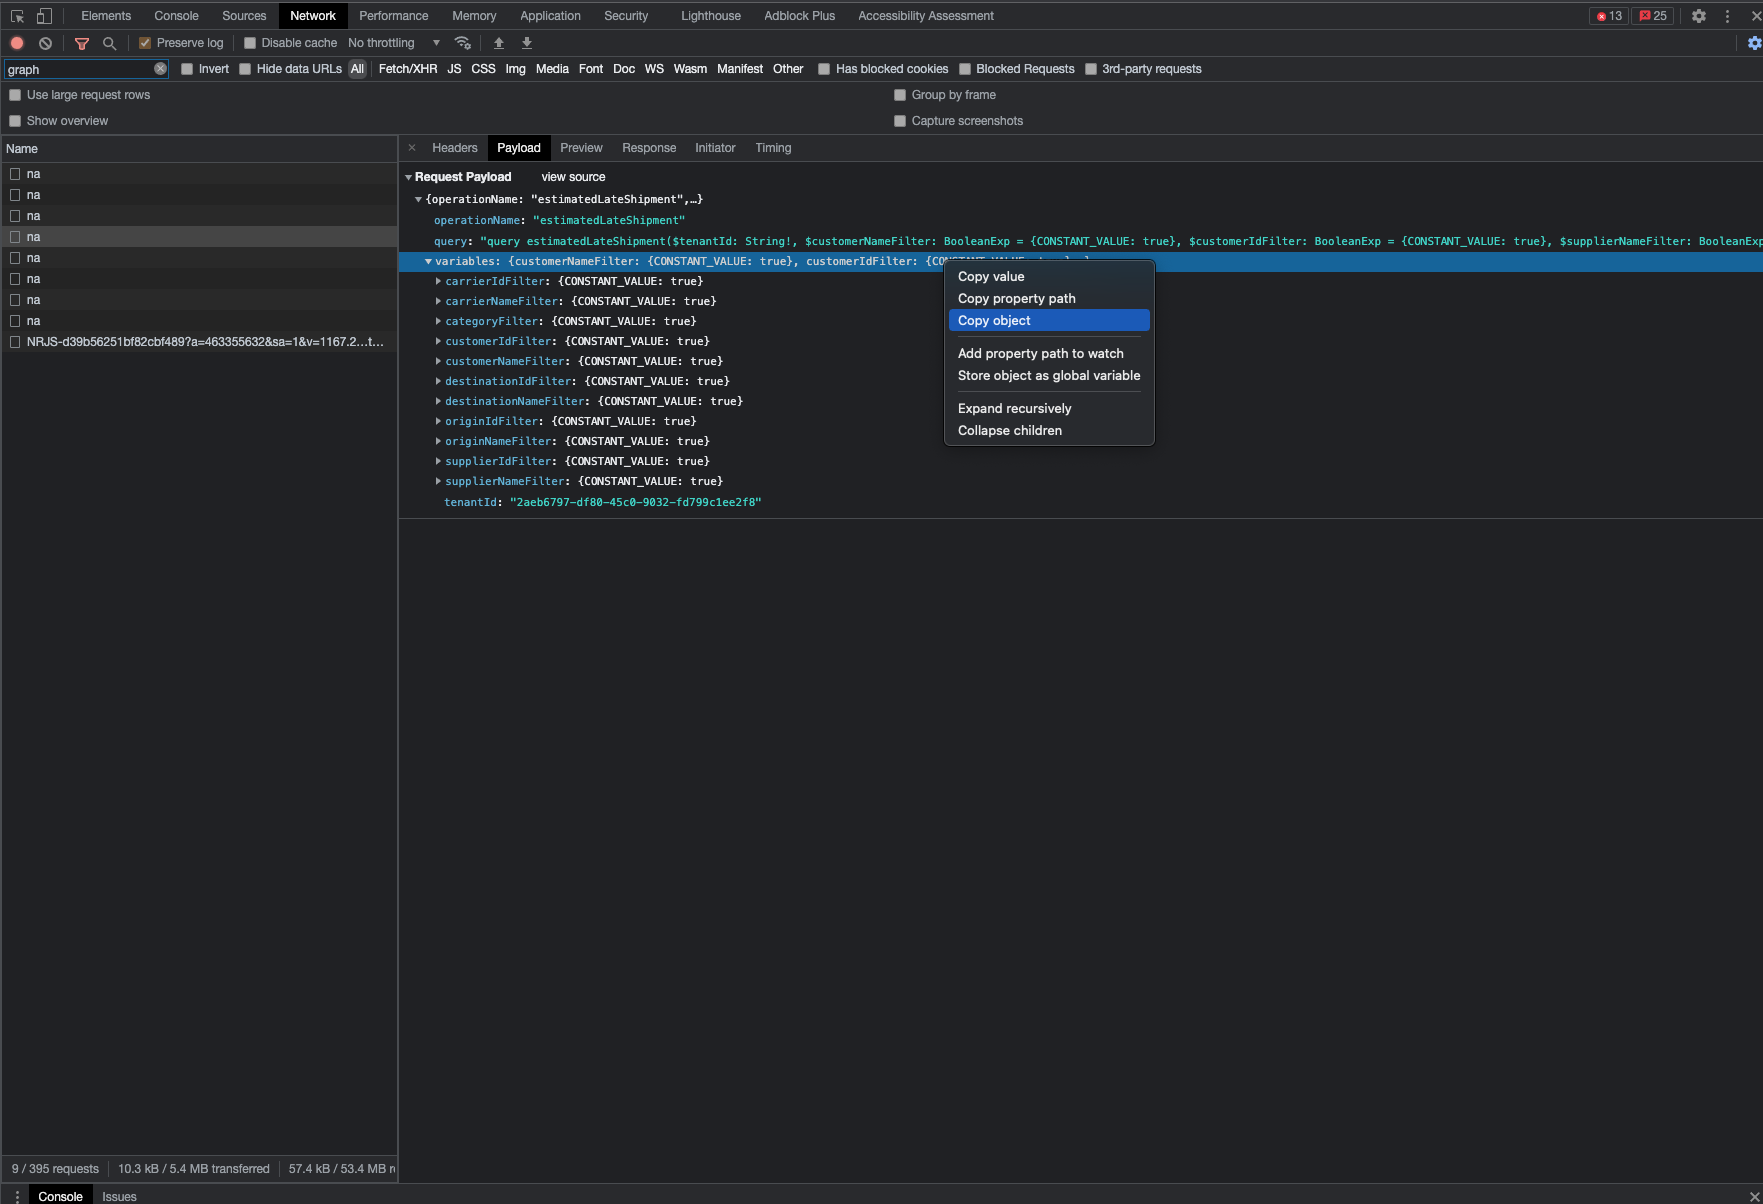 Elements Console Sources Network Performance Memory Application Security Lighthouse Adblock Plus Accessibility Assessment 13 25
Preserve log Disable cache No throttling
graph Invert Hide data URLs All Fetch/XHR JS CSS Img Media Font Doc WS Wasm Manifest Other Has blocked cookies Blocked Requests 3rd-party requests
Use large request rows Group by frame
Show overview Capture screenshots
Name
na
na
na
na
na
na
na
na
NRJS-d39b56251bf82cbf489?a=463355632&sa=1&v=1167.2...t...
Headers Payload Preview Response Initiator Timing
Request Payload view source
{operationName: "estimatedLateShipment",…}
operationName: "estimatedLateShipment"
query: "query estimatedLateShipment($tenantId: String!, $customerNameFilter: BooleanExp = {CONSTANT_VALUE: true}, $customerIdFilter: BooleanExp = {CONSTANT_VALUE: true}, $supplierNameFilter: BooleanExp
variables: {customerNameFilter: {CONSTANT_VALUE: true}, customerIdFilter: {CO
carrierIdFilter: {CONSTANT_VALUE: true}
carrierNameFilter: {CONSTANT_VALUE: true}
categoryFilter: {CONSTANT_VALUE: true}
customerIdFilter: {CONSTANT_VALUE: true}
customerNameFilter: {CONSTANT_VALUE: true}
destinationIdFilter: {CONSTANT_VALUE: true}
destinationNameFilter: {CONSTANT_VALUE: true}
originIdFilter: {CONSTANT_VALUE: true}
originNameFilter: {CONSTANT_VALUE: true}
supplierIdFilter: {CONSTANT_VALUE: true}
supplierNameFilter: {CONSTANT_VALUE: true}
tenantId: "2aeb6797-df80-45c0-9032-fd799c1ee2f8"
Copy value
Copy property path
Copy object
Add property path to watch
Store object as global variable
Expand recursively
Collapse children
9 / 395 requests 10.3 kB / 5.4 MB transferred 57.4 kB / 53.4 MB r
Console Issues